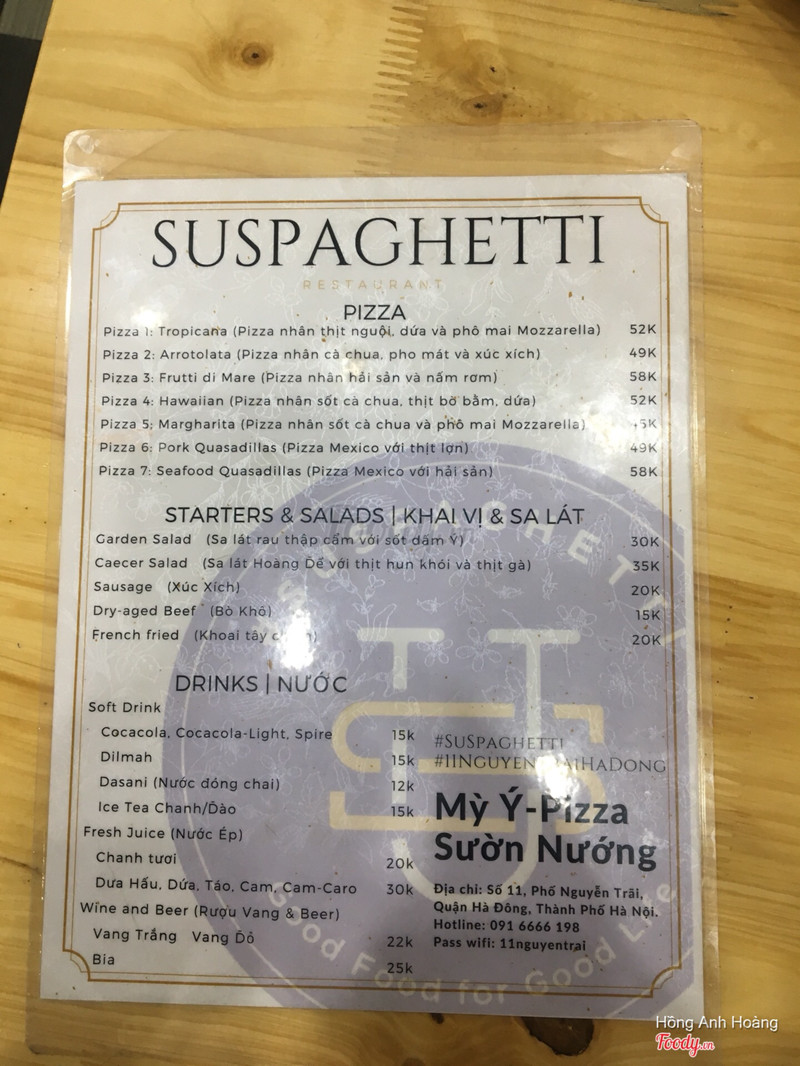 SUSPAGHETTI
RESTAURANT
PIZZA
Pizza 1: Tropicana (Pizza nhân thịt nguội, dứa và phô mai Mozzarella) 52K
Pizza 2: Arrotolata (Pizza nhân cà chua, pho mát và xúc xích) 49K
Pizza 3: Frutti di Mare (Pizza nhân hải sản và nấm rơm) 58K
Pizza 4: Hawaiian (Pizza nhân sốt cà chua, thịt bò bằm, dứa) 52K
Pizza 5: Margharita (Pizza nhân sốt cà chua và phô mai Mozzarella)
Pizza 6: Pork Quasadillas (Pizza Mexico với thịt lợn) 49K
Pizza 7: Seafood Quasadillas (Pizza Mexico với hải sản) 58K
STARTERS & SALADS | KHAI VỊ & SA LÁT
Garden Salad (Sa lát rau thập cẩm với sốt dấm Ý) 30K
Caecer Salad (Sa lát Hoàng Đế với thịt hun khói và thịt gà) 35K
Sausage (Xúc Xích) 20K
Dry-aged Beef (Bò Khô) 15K
French fried (Khoai tây 20K
DRINKS | NƯỚC
Soft Drink
Cocacola, Cocacola-Light, Spire 15k
Dilmah 15k
Dasani (Nước đóng chai) 12k
Ice Tea Chanh/Đào 15k
Fresh Juice (Nước Ép)
Chanh tươi 20k
Dưa Hấu, Dứa, Táo, Cam, Cam-Caro 30k
Wine and Beer (Rượu Vang & Beer)
Vang Trắng Vang Đỏ 22k
Bia 25k
#SUSPAGHETTI
#11NGUYENTRAIHADONG
Mỳ Ý-Pizza
Sườn Nướng
Địa chỉ: Số 11, Phố Nguyễn Trãi,
Quận Hà Đông, Thành Phố Hà Nội.
Hotline: 091 6666 198
Pass wifi: 11nguyentrai
SUSPAGHETTI
Good Food for Good Life
Hồng Anh Hoàng
Foody.vn